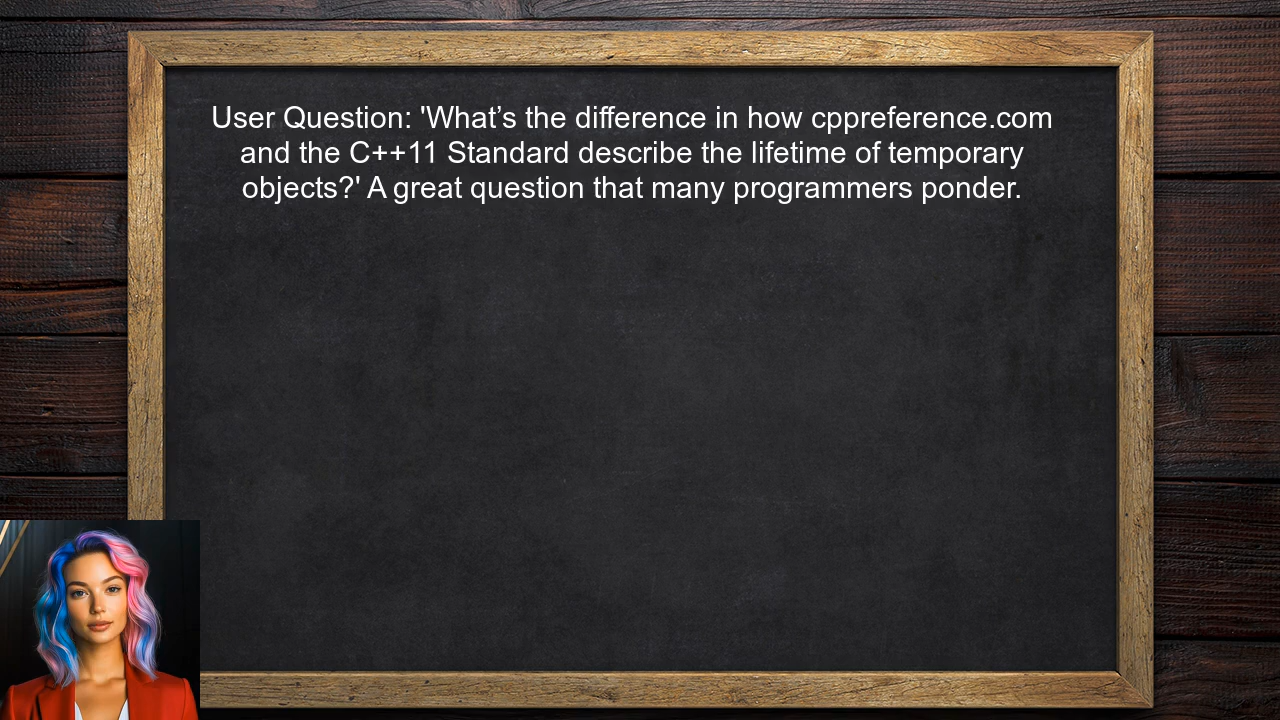 User Question: 'What’s the difference in how cppreference.com
and the C++11 Standard describe the lifetime of temporary
objects?' A great question that many programmers ponder.